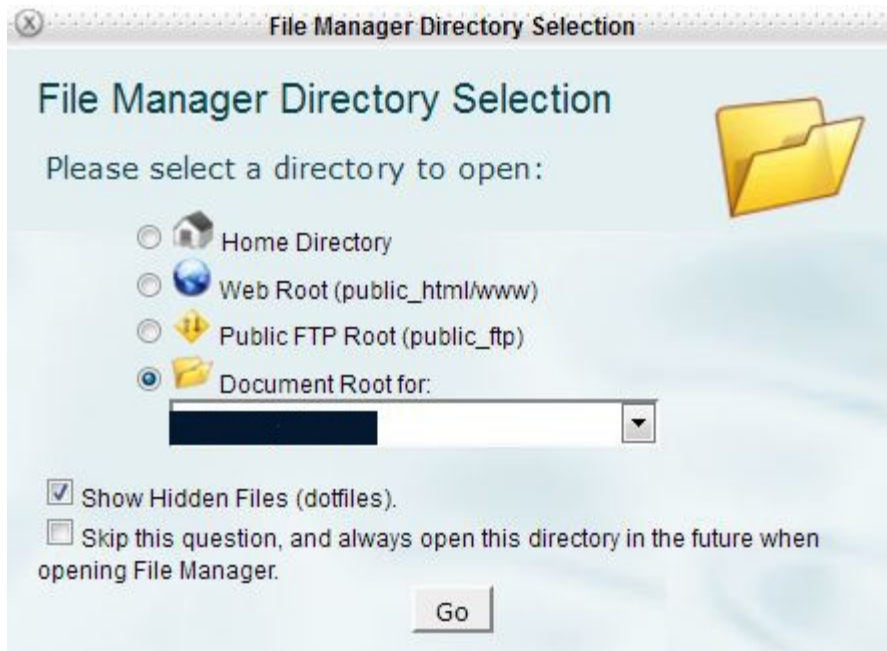 File Manager Directory Selection
File Manager Directory Selection
Please select a directory to open:
Home Directory
Web Root (public_html/www)
Public FTP Root (public_ftp)
Document Root for:
Show Hidden Files (dotfiles).
Skip this question, and always open this directory in the future when
opening File Manager.
Go